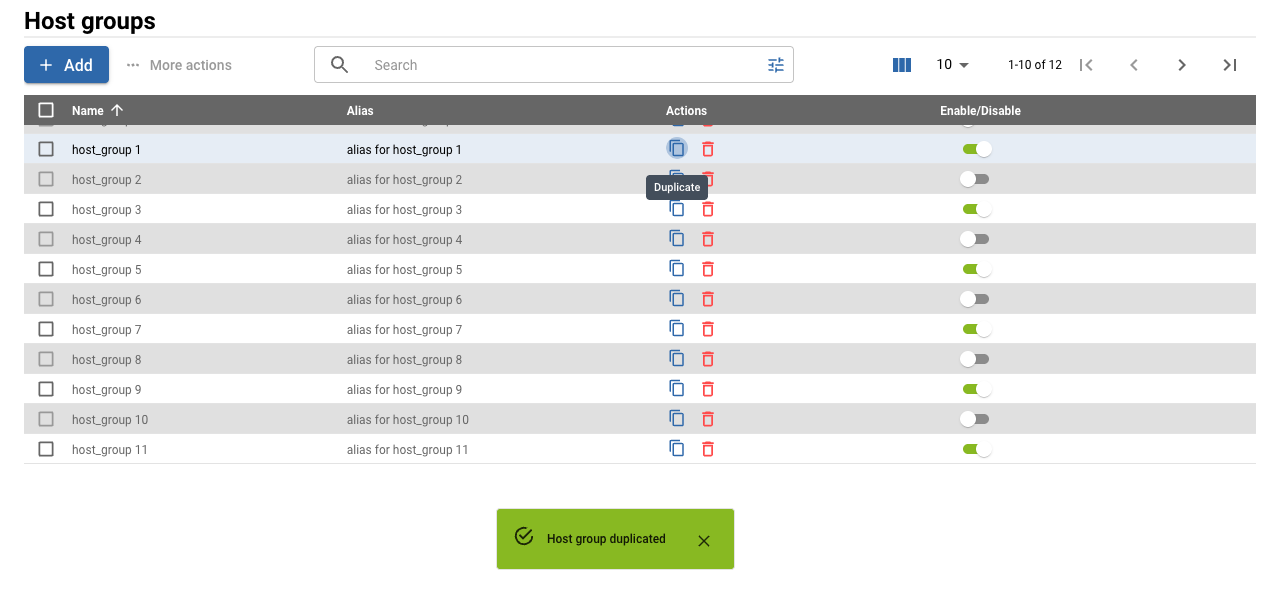 Host groups
Add
More actions
Search
10
1-10 of 12
Name Alias Actions Enable/Disable
host_group 1 alias for host_group 1
host_group 2 alias for host_group 2
Duplicate
host_group 3 alias for host_group 3
host_group 4 alias for host_group 4
host_group 5 alias for host_group 5
host_group 6 alias for host_group 6
host_group 7 alias for host_group 7
host_group 8 alias for host_group 8
host_group 9 alias for host_group 9
host_group 10 alias for host_group 10
host_group 11 alias for host_group 11
Host group duplicated